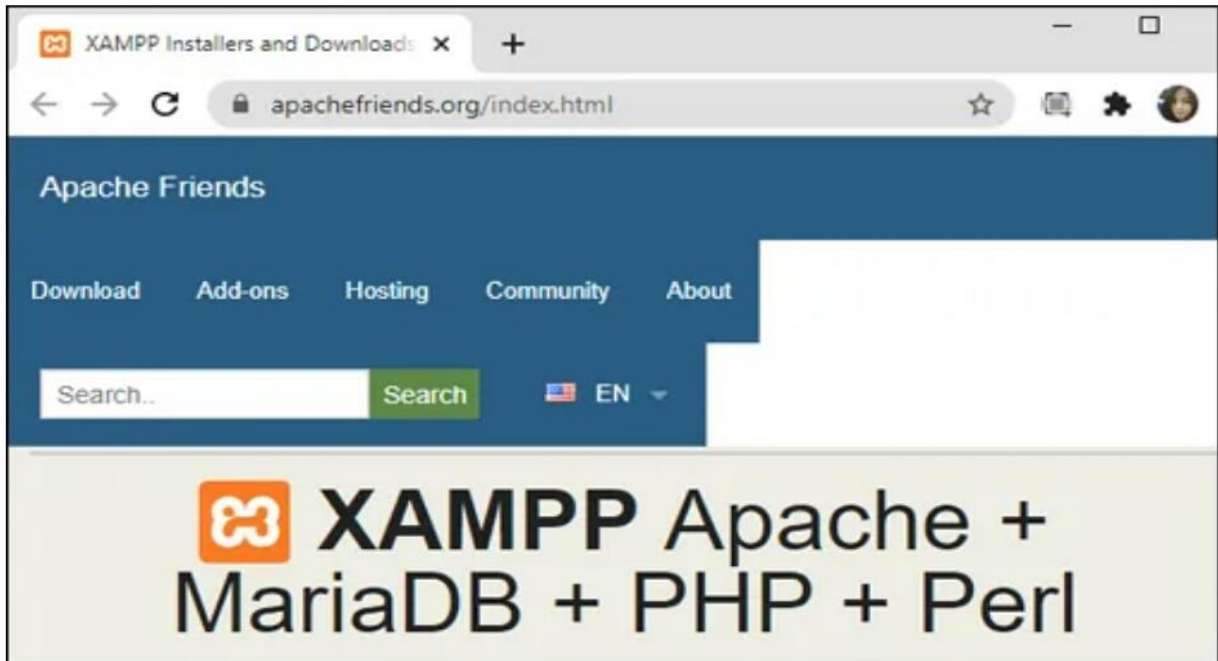 XAMPP Installers and Downloads
apachefriends.org/index.html
Apache Friends
Download Add-ons Hosting Community About
Search.. Search EN
XAMPP Apache +
MariaDB + PHP + Perl